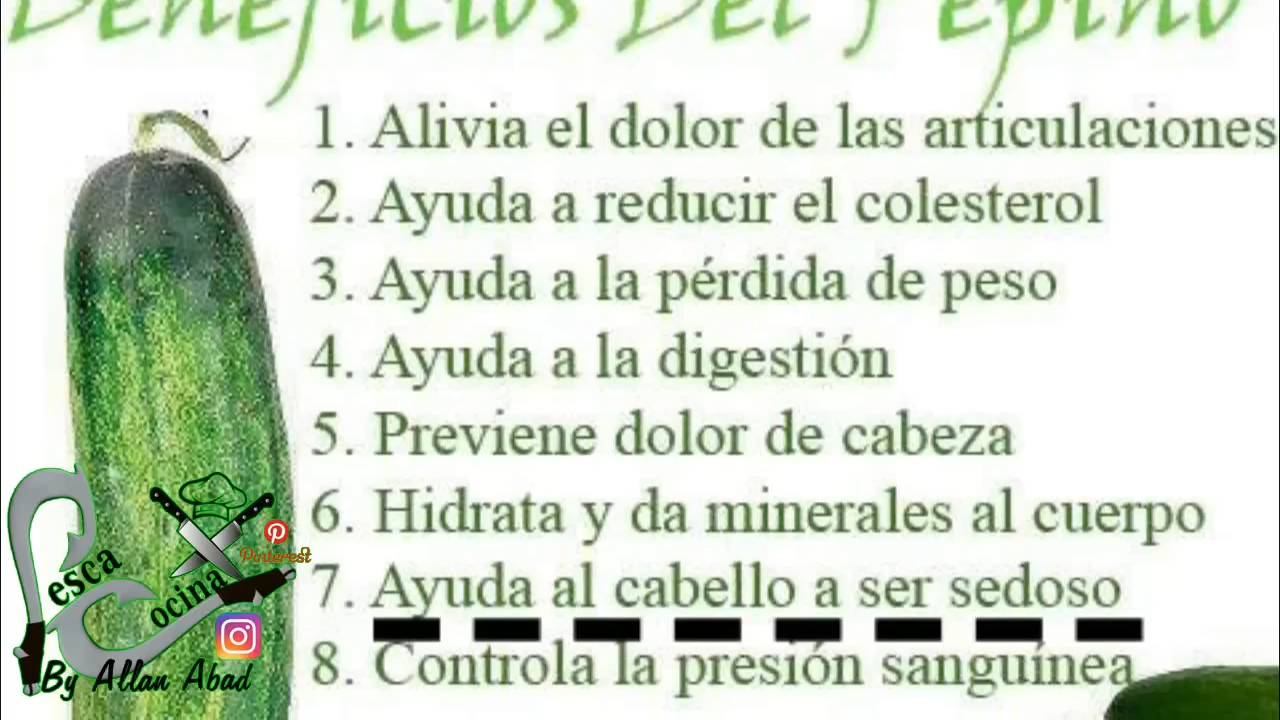 Beneficios Del Pepino
1. Alivia el dolor de las articulaciones
2. Ayuda a reducir el colesterol
3. Ayuda a la pérdida de peso
4. Ayuda a la digestión
5. Previene dolor de cabeza
6. Hidrata y da minerales al cuerpo
7. Ayuda al cabello a ser sedoso
8. Controla la presión sanguínea
Pinterest
esca
ocina
By Allan Abad